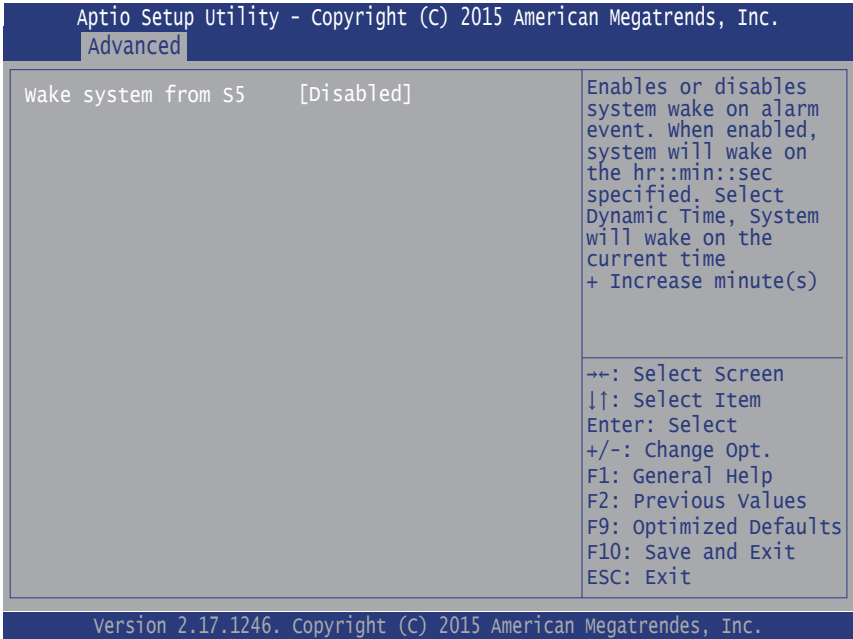 Aptio Setup Utility - Copyright (C) 2015 American Megatrends, Inc.
Advanced
Wake system from S5 [Disabled]
Enables or disables
system wake on alarm
event. When enabled,
system will wake on
the hr::min::sec
specified. Select
Dynamic Time, System
will wake on the
current time
+ Increase minute(s)
→←: Select Screen
↓↑: Select Item
Enter: Select
+/-: Change Opt.
F1: General Help
F2: Previous Values
F9: Optimized Defaults
F10: Save and Exit
ESC: Exit
Version 2.17.1246. Copyright (C) 2015 American Megatrendes, Inc.